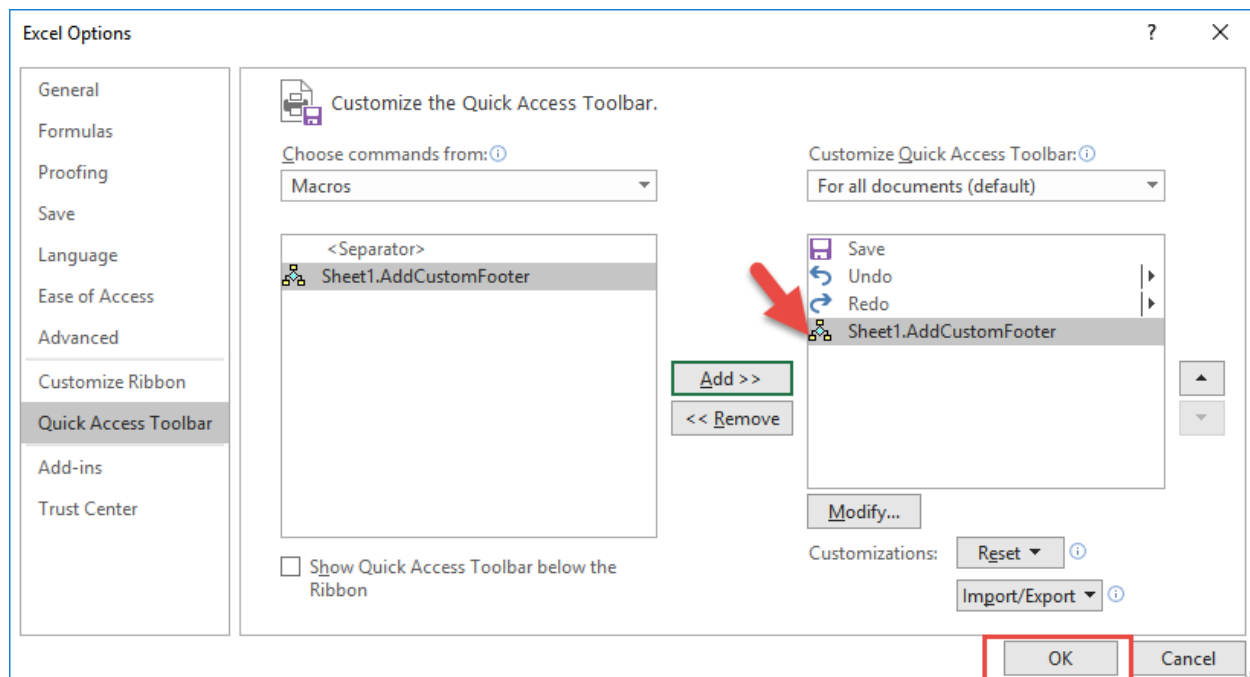 Excel Options
?
General
Formulas
Proofing
Save
Language
Ease of Access
Advanced
Customize Ribbon
Quick Access Toolbar
Add-ins
Trust Center
Customize the Quick Access Toolbar.
Choose commands from:
Macros
<Separator>
Sheet1.AddCustomFooter
Show Quick Access Toolbar below the
Ribbon
Add >>
<< Remove
Customize Quick Access Toolbar:
For all documents (default)
Save
Undo
Redo
Sheet1.AddCustomFooter
Modify...
Customizations:
Reset
Import/Export
OK
Cancel